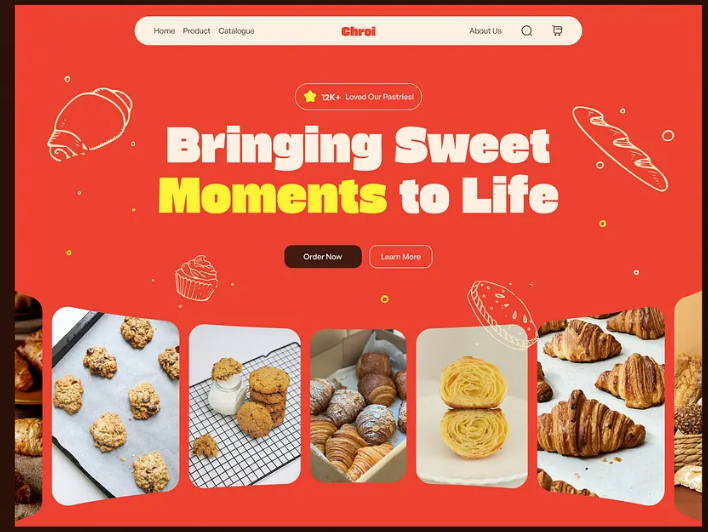 Home Product Catalogue Chroi About Us
12K+ Loved Our Pastries!
Bringing Sweet
Moments to Life
Order Now Learn More